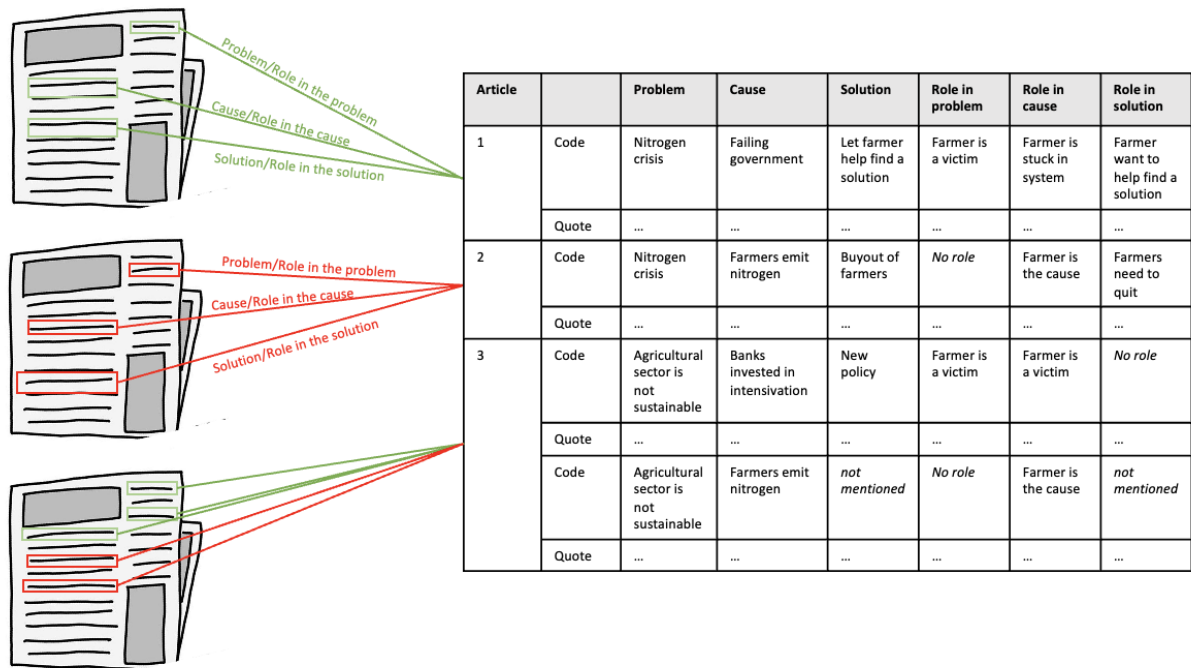 Problem/Role in the problem
Cause/Role in the cause
Solution/Role in the solution
Problem/Role in the problem
Cause/Role in the cause
Solution/Role in the solution
Article Problem Cause Solution Role in problem Role in cause Role in solution
1 Code Nitrogen crisis Failing government Let farmer help find a solution Farmer is a victim Farmer is stuck in system Farmer want to help find a solution
Quote ... ... ... ... ... ...
2 Code Nitrogen crisis Farmers emit nitrogen Buyout of farmers No role Farmer is the cause Farmers need to quit
Quote ... ... ... ... ... ...
3 Code Agricultural sector is not sustainable Banks invested in intensivation New policy Farmer is a victim Farmer is a victim No role
Quote ... ... ... ... ... ...
Code Agricultural sector is not sustainable Farmers emit nitrogen not mentioned No role Farmer is the cause not mentioned
Quote ... ... ... ... ... ...